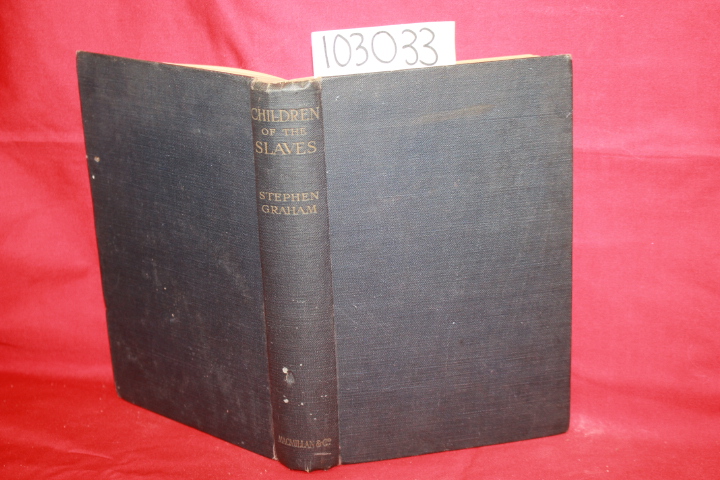 103033
CHILDREN
OF THE
SLAVES
STEPHEN
GRAHAM
MACMILLAN & Co.